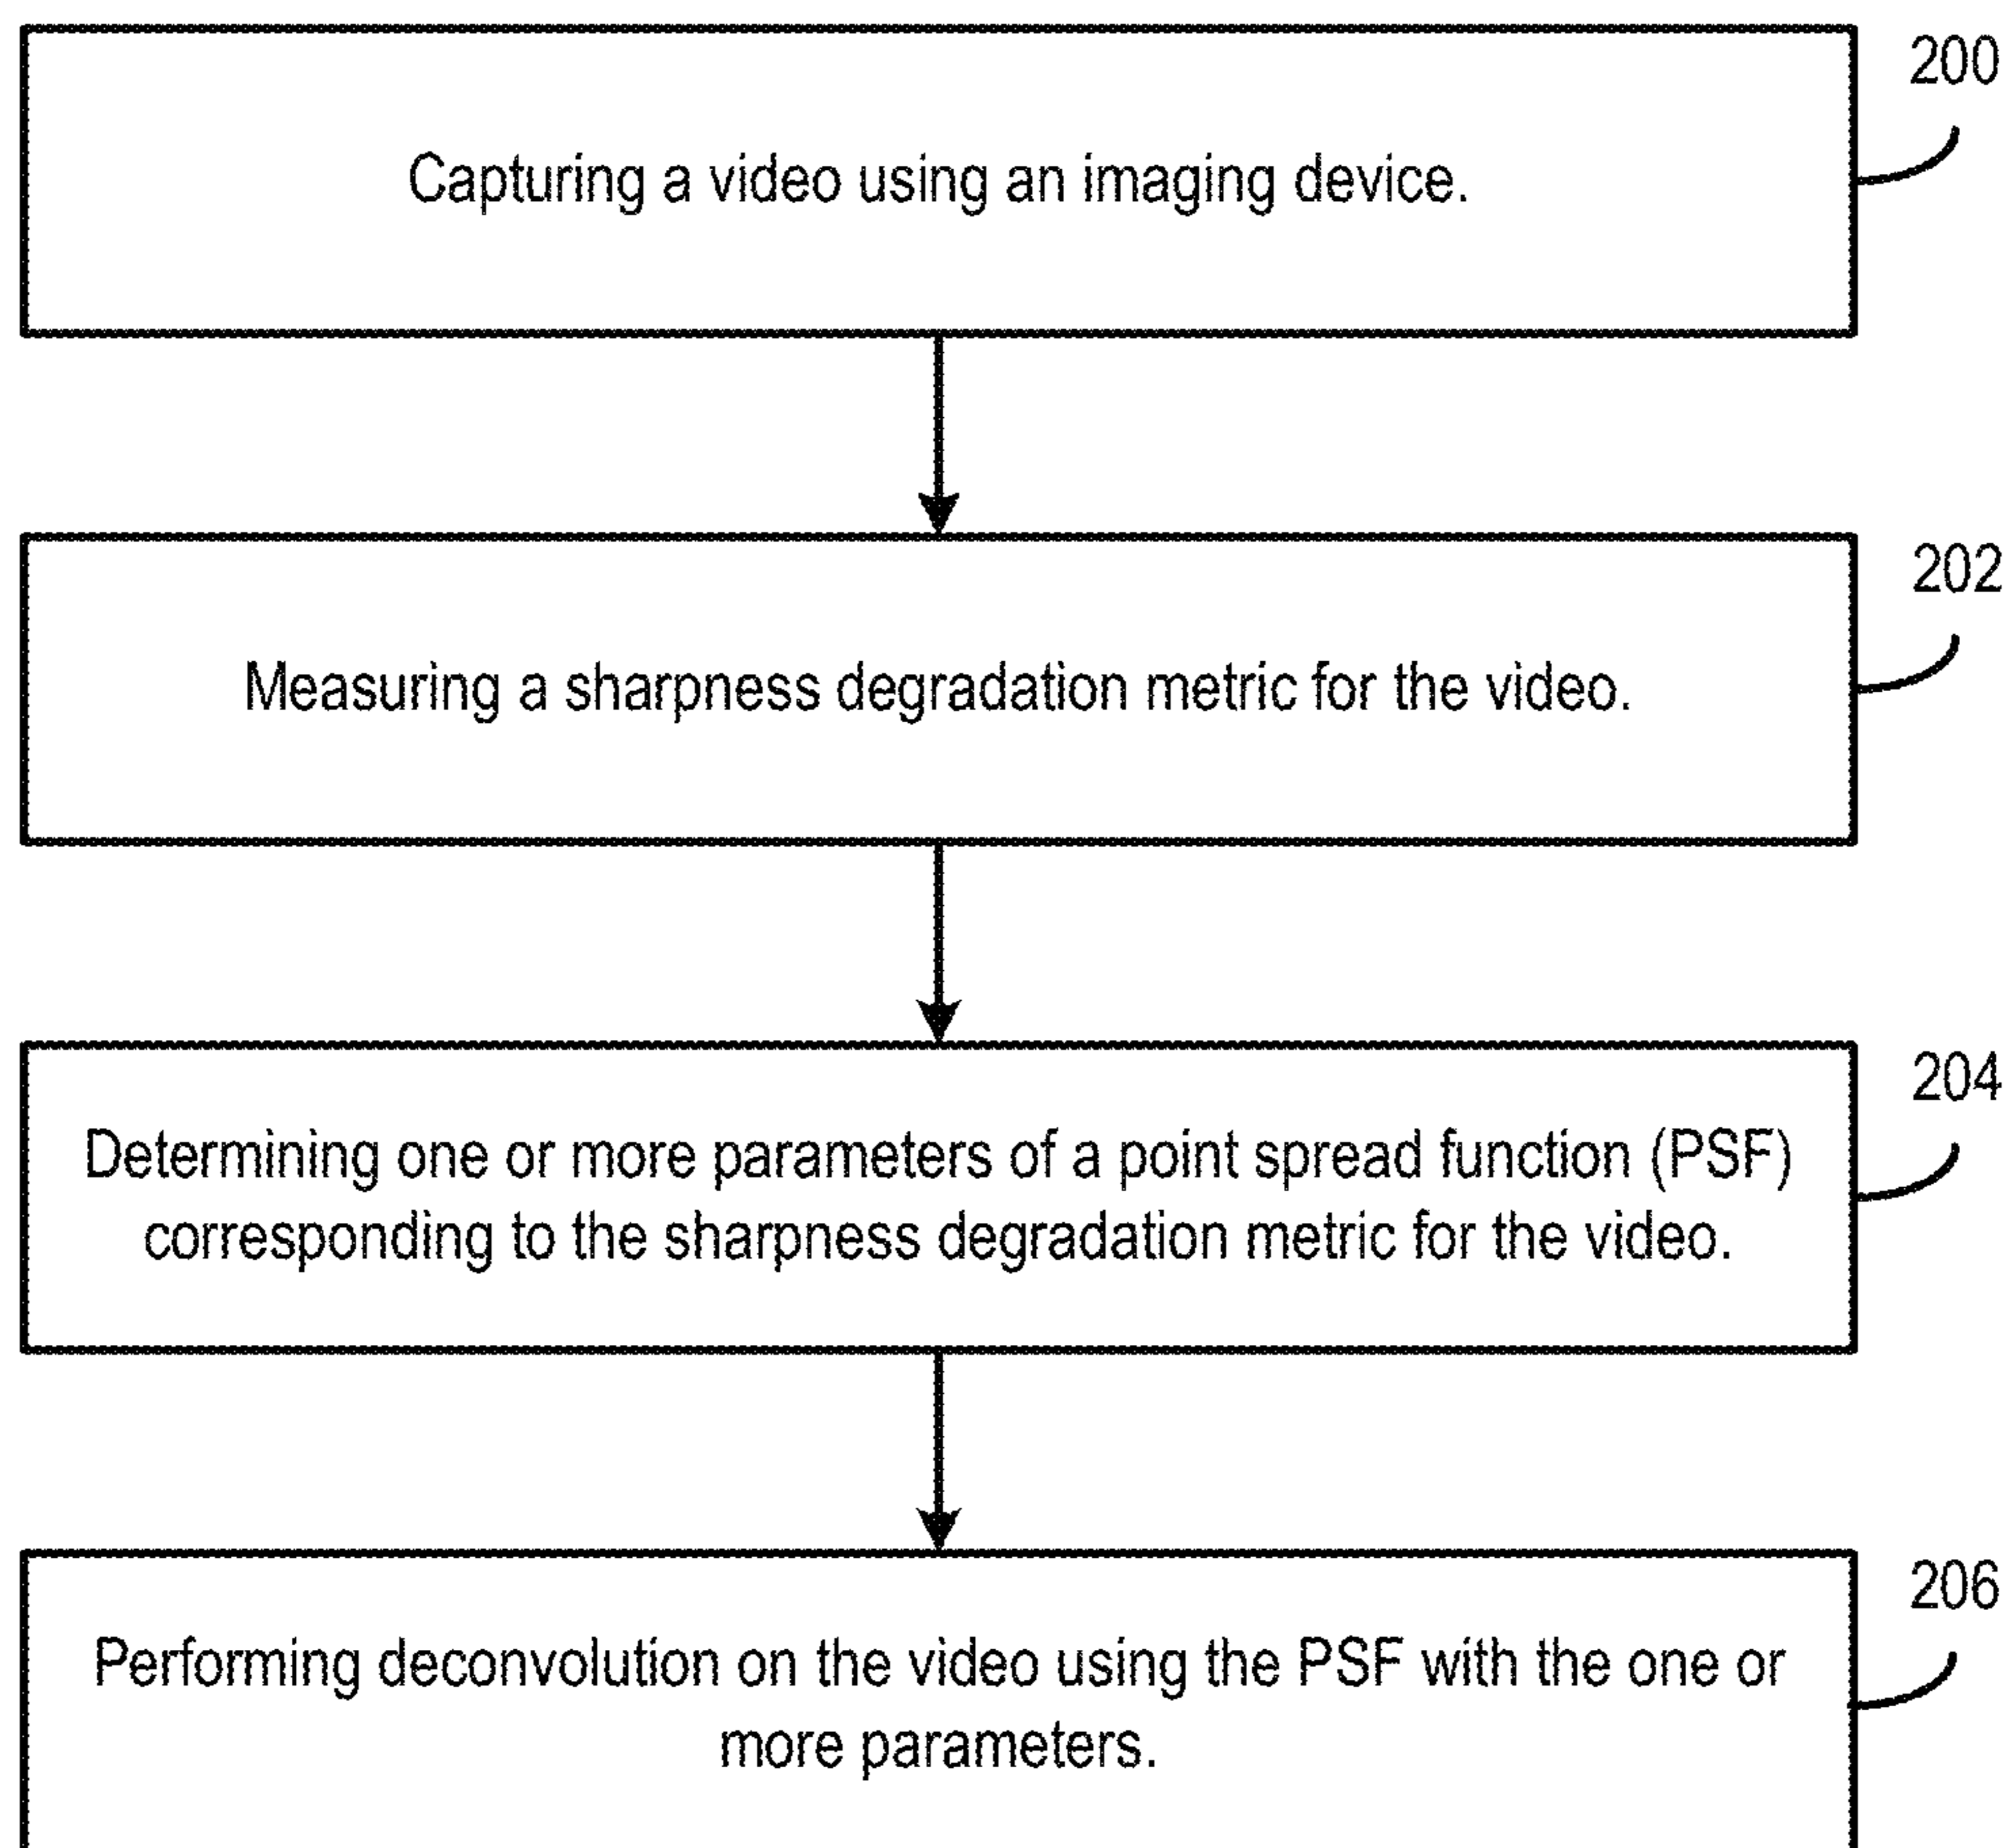 200
Capturing a video using an imaging device.
202
Measuring a sharpness degradation metric for the video.
204
Determining one or more parameters of a point spread function (PSF)
corresponding to the sharpness degradation metric for the video.
206
Performing deconvolution on the video using the PSF with the one or
more parameters.